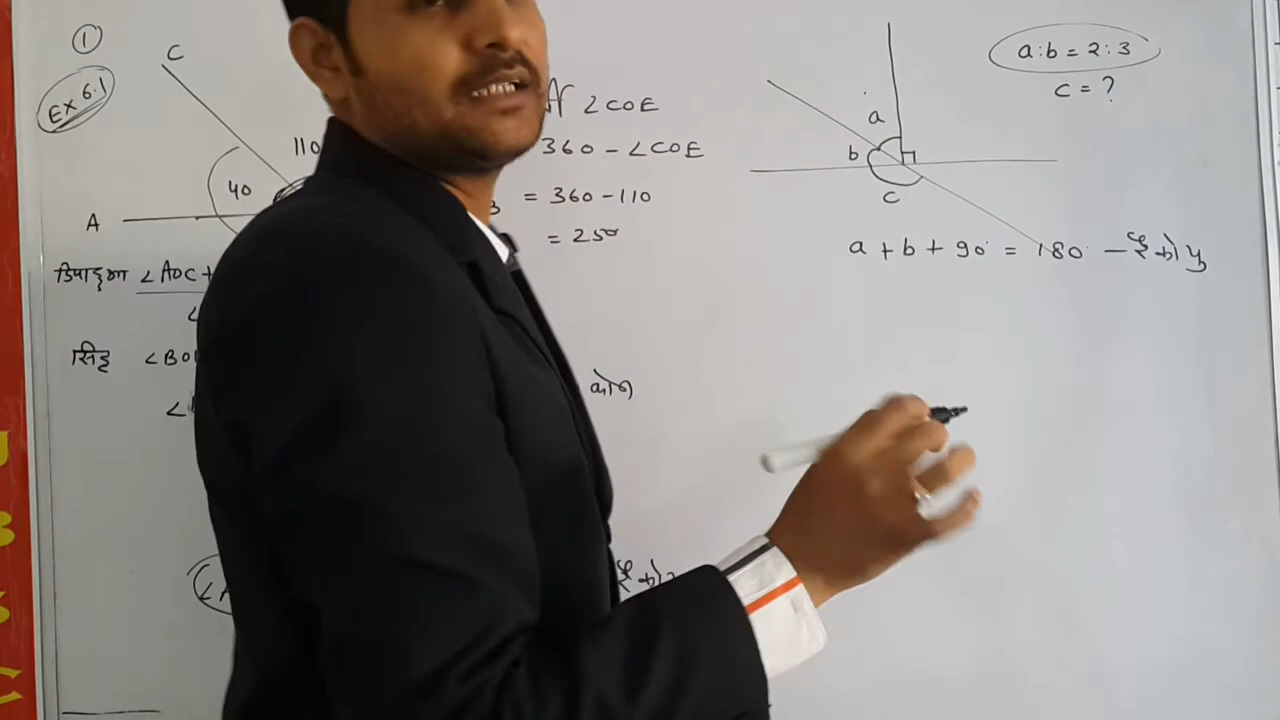 1
Ex 6.1
C
110
40
A
∠AOC +
∠
∠BO
∠
∠COE
360 - ∠COE
= 360 - 110
= 250
कोण
a:b = 2:3
c = ?
a
b
c
a + b + 90° = 180° -